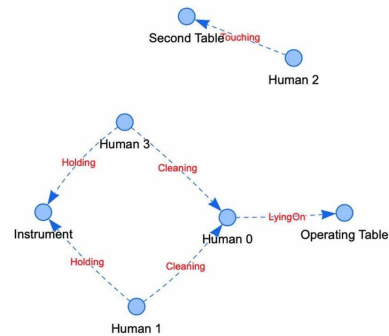 Second Table
Touching
Human 2
Human 3
Holding
Cleaning
Instrument
Human 0
LyingOn
Operating Table
Holding
Cleaning
Human 1